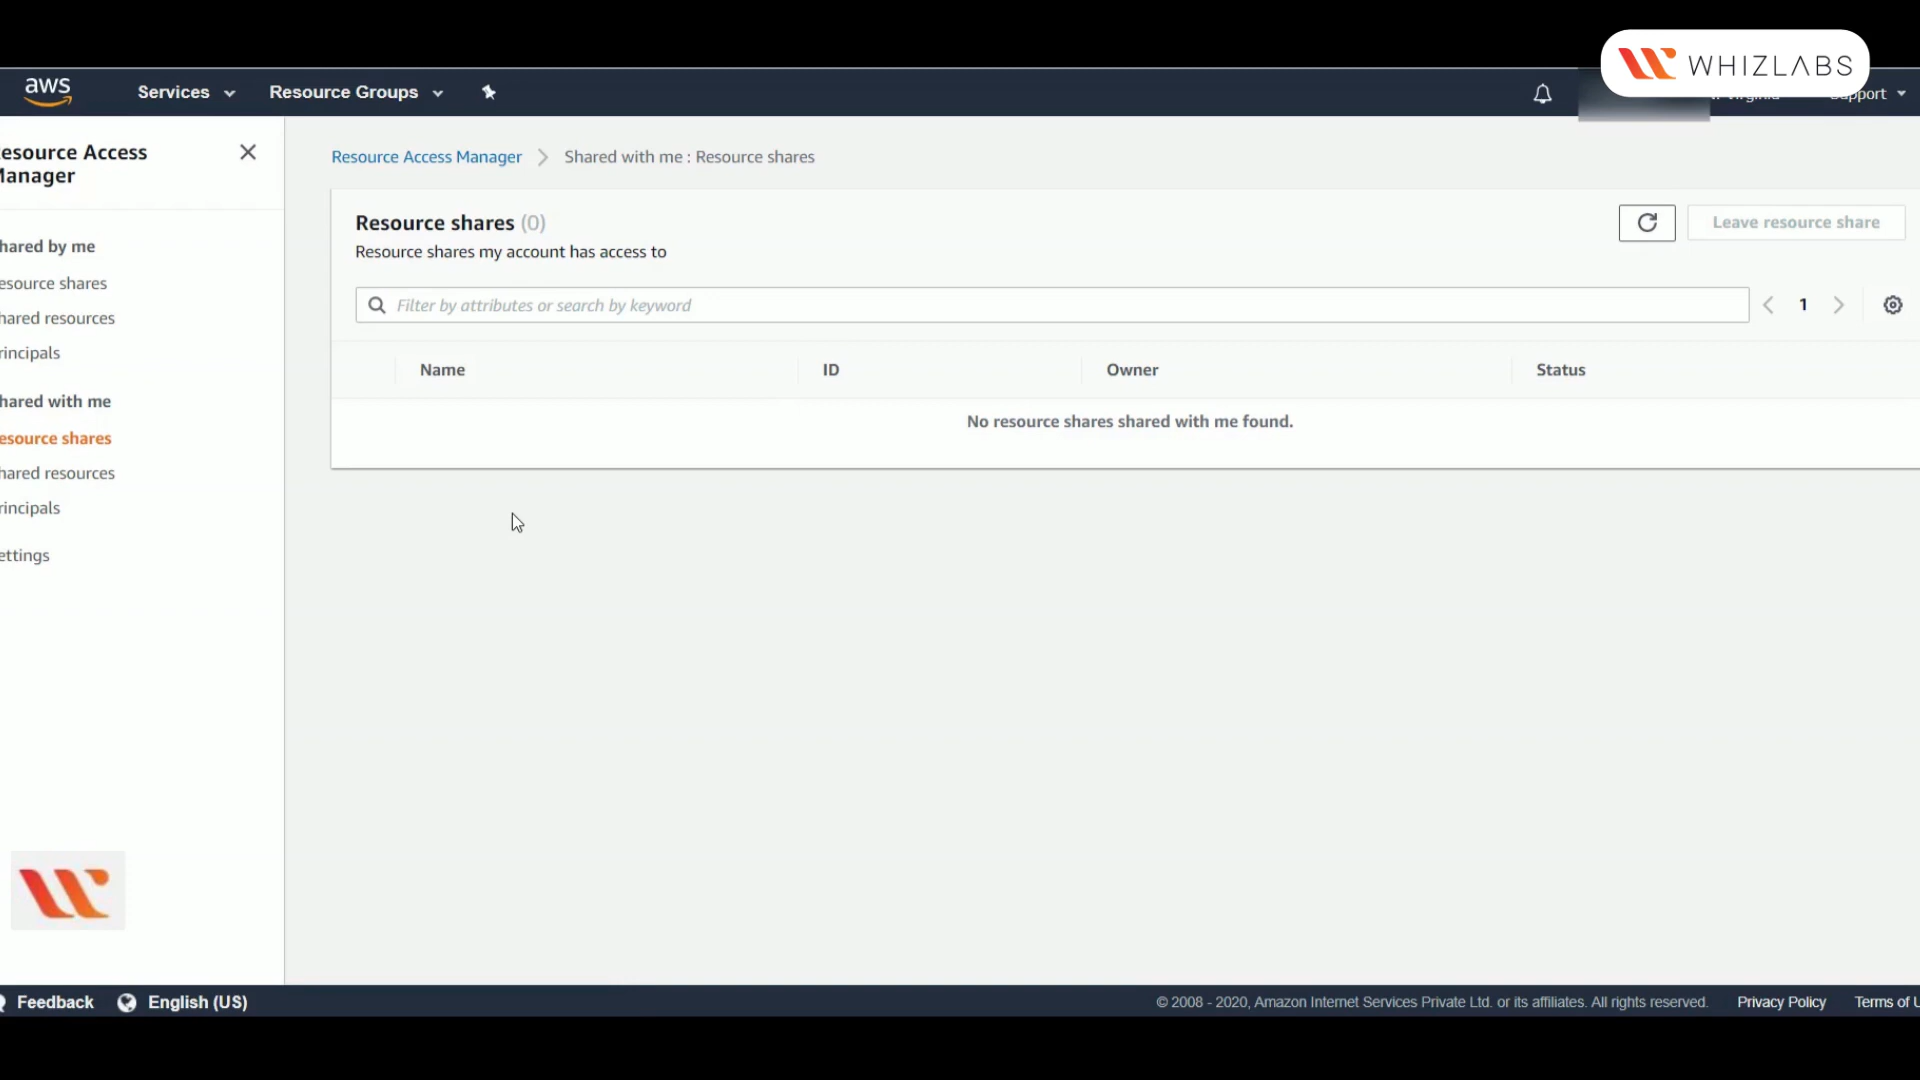 WHIZLABS
aws
Services
Resource Groups
Support
esource Access
anager
Resource Access Manager
Shared with me : Resource shares
hared by me
esource shares
hared resources
rincipals
hared with me
esource shares
hared resources
rincipals
ettings
Resource shares (0)
Resource shares my account has access to
Leave resource share
Filter by attributes or search by keyword
1
Name ID Owner Status
No resource shares shared with me found.
Feedback
English (US)
© 2008 - 2020, Amazon Internet Services Private Ltd. or its affiliates. All rights reserved.
Privacy Policy
Terms of U